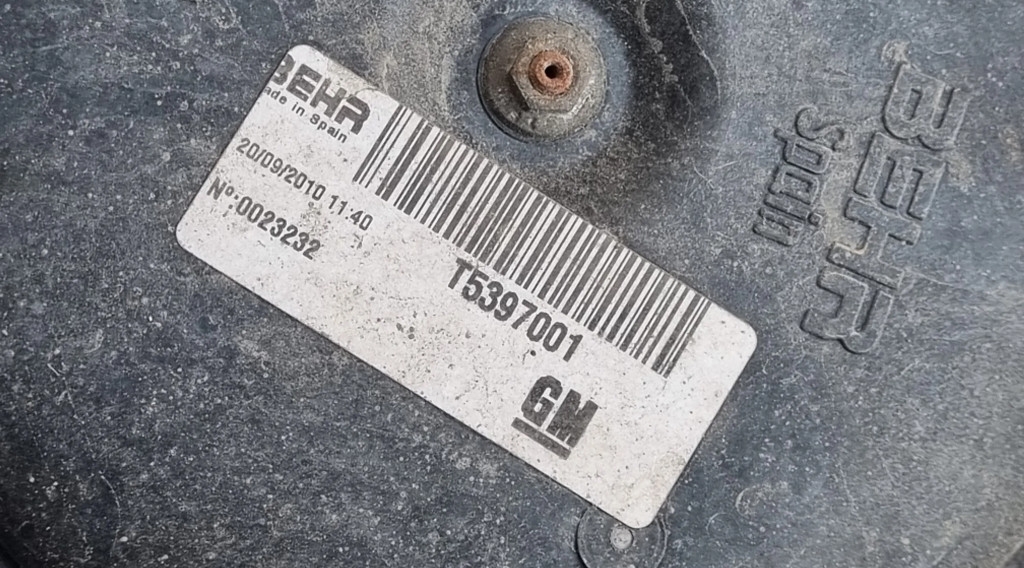 BEHR
ade in Spain
20/09/2010 11:40
Nº:0023232
T5397001
GM
BEHR
Spain